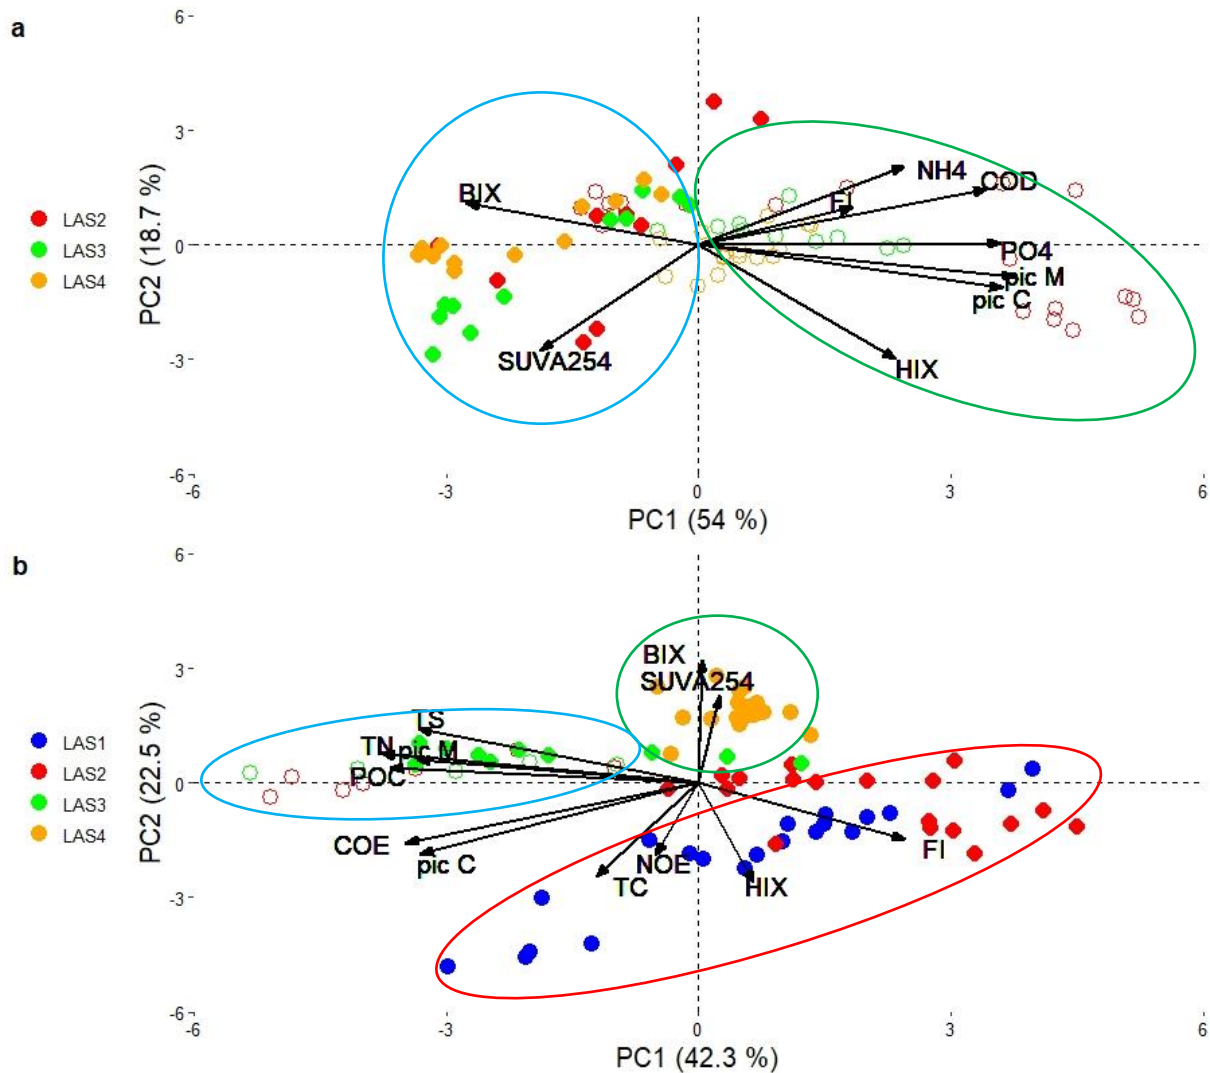 a
6
3
0
-3
-6
-6
-3
0
3
6
PC2 (18.7 %)
PC1 (54 %)
LAS2
LAS3
LAS4
BIX
SUVA254
NH4
COD
FI
PO4
pic M
pic C
HIX
b
6
3
0
-3
-6
-6
-3
0
3
6
PC2 (22.5 %)
PC1 (42.3 %)
LAS1
LAS2
LAS3
LAS4
BIX
SUVA254
TS
TN
pic M
POC
COE
pic C
NOE
TC
HIX
FI